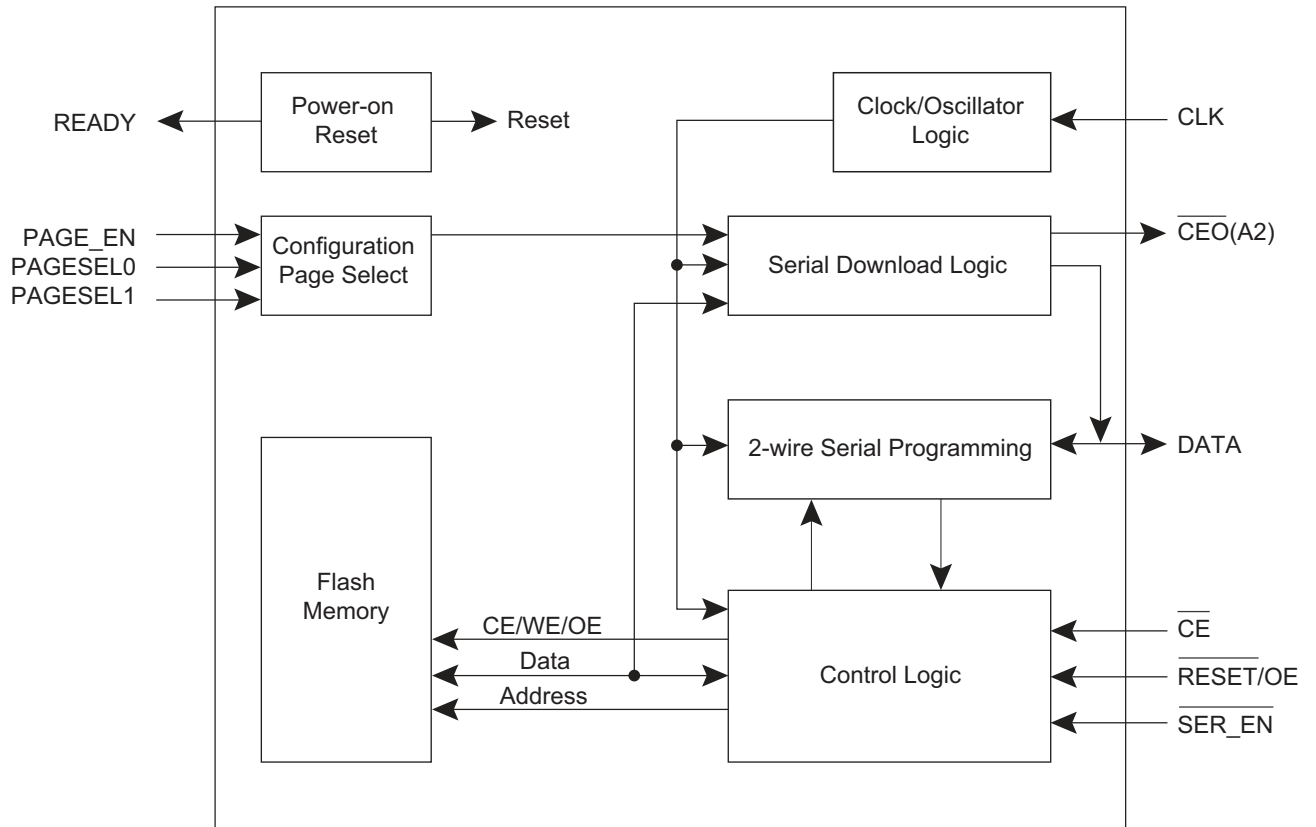 READY
Power-on
Reset
Reset
Clock/Oscillator
Logic
CLK
PAGE_EN
PAGESEL0
PAGESEL1
Configuration
Page Select
Serial Download Logic
CEO(A2)
2-wire Serial Programming
DATA
Flash
Memory
CE/WE/OE
Data
Address
Control Logic
CE
RESET/OE
SER_EN